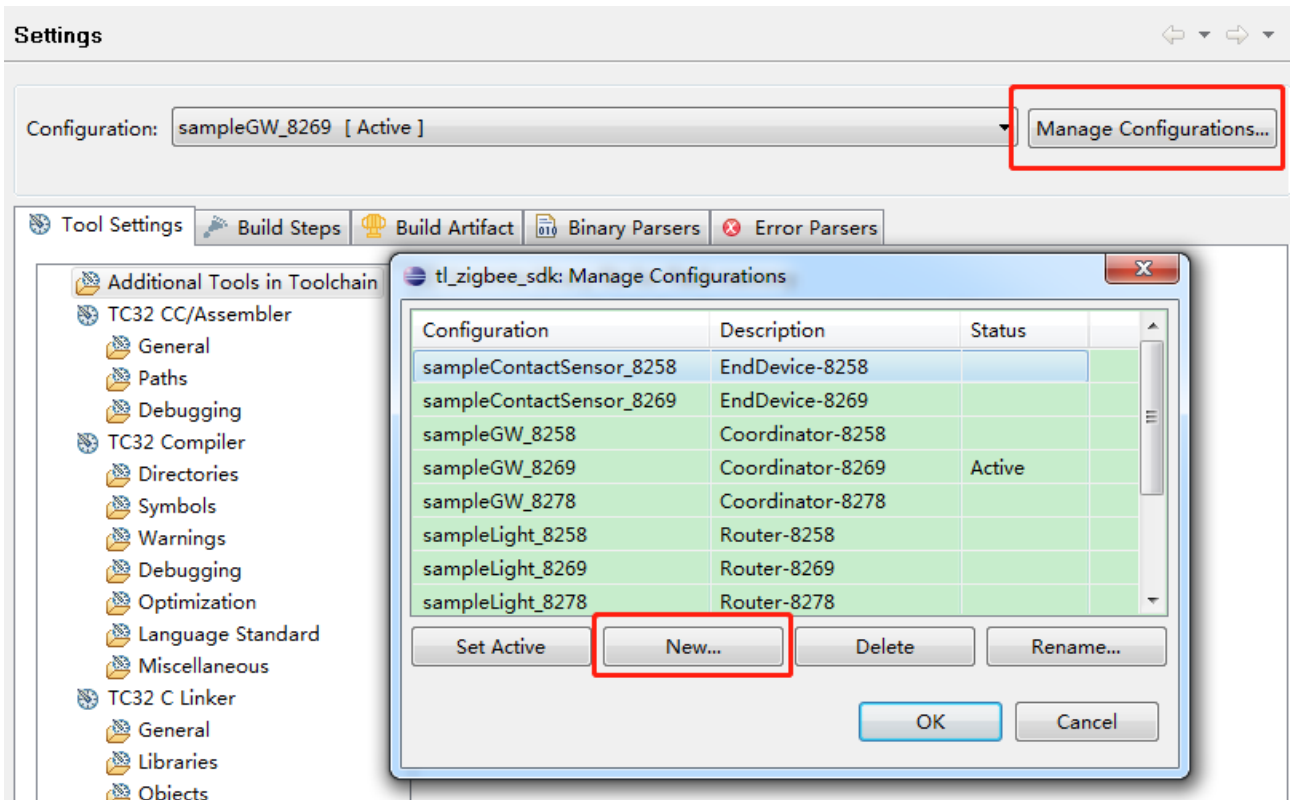 Settings
Configuration: sampleGW_8269 [ Active ] Manage Configurations...
Tool Settings Build Steps Build Artifact Binary Parsers Error Parsers
Additional Tools in Toolchain
TC32 CC/Assembler
General
Paths
Debugging
TC32 Compiler
Directories
Symbols
Warnings
Debugging
Optimization
Language Standard
Miscellaneous
TC32 C Linker
General
Libraries
Objects
tl_zigbee_sdk: Manage Configurations
Configuration Description Status
sampleContactSensor_8258 EndDevice-8258
sampleContactSensor_8269 EndDevice-8269
sampleGW_8258 Coordinator-8258
sampleGW_8269 Coordinator-8269 Active
sampleGW_8278 Coordinator-8278
sampleLight_8258 Router-8258
sampleLight_8269 Router-8269
sampleLight_8278 Router-8278
Set Active New... Delete Rename...
OK Cancel